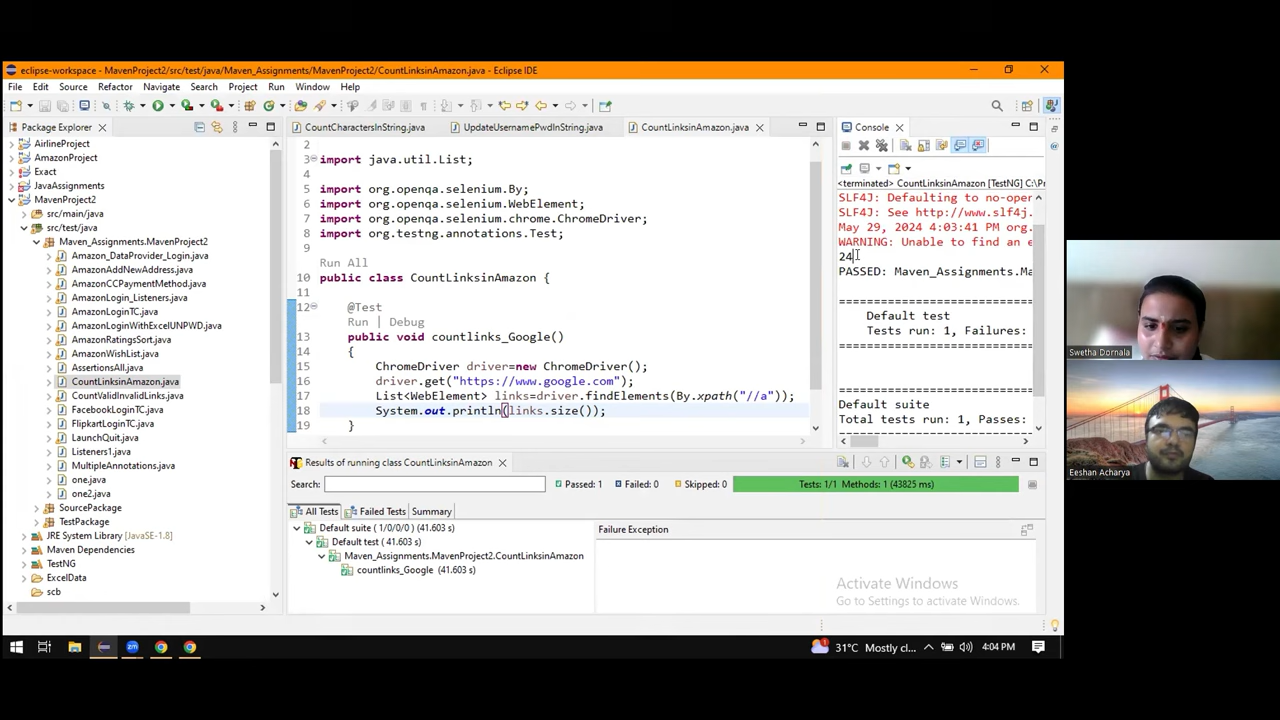 eclipse-workspace - MavenProject2/src/test/java/Maven_Assignments/MavenProject2/CountLinksinAmazon.java - Eclipse IDE
File Edit Source Refactor Navigate Search Project Run Window Help
Package Explorer
AirlineProject
AmazonProject
Exact
JavaAssignments
MavenProject2
src/main/java
src/test/java
Maven_Assignments.MavenProject2
Amazon_DataProvider_Login.java
AmazonAddNewAddress.java
AmazonCCPaymentMethod.java
AmazonLogin_Listeners.java
AmazonLoginTC.java
AmazonLoginWithExcelUNPWD.java
AmazonRatingsSort.java
AmazonWishList.java
AssertionsAll.java
CountLinksinAmazon.java
CountValidInvalidLinks.java
FacebookLoginTC.java
FlipkartLoginTC.java
LaunchQuit.java
Listeners1.java
MultipleAnnotations.java
one.java
one2.java
SourcePackage
TestPackage
JRE System Library [JavaSE-1.8]
Maven Dependencies
TestNG
ExcelData
scb
CountCharactersInString.java UpdateUsernamePwdInString.java CountLinksinAmazon.java
2
3 import java.util.List;
4
5 import org.openqa.selenium.By;
6 import org.openqa.selenium.WebElement;
7 import org.openqa.selenium.chrome.ChromeDriver;
8 import org.testng.annotations.Test;
9
Run All
10 public class CountLinksinAmazon {
11
12 @Test
Run | Debug
13 public void countlinks_Google()
14 {
15 ChromeDriver driver=new ChromeDriver();
16 driver.get("https://www.google.com");
17 List<WebElement> links=driver.findElements(By.xpath("//a"));
18 System.out.println(links.size());
19 }
Console
<terminated> CountLinksinAmazon [TestNG] C:\Pr
SLF4J: Defaulting to no-oper
SLF4J: See http://www.slf4j.
May 29, 2024 4:03:41 PM org.
WARNING: Unable to find an e
24
PASSED: Maven_Assignments.Ma
===============================
Default test
Tests run: 1, Failures:
===============================
===============================
Default suite
Total tests run: 1, Passes:
Results of running class CountLinksinAmazon
Search: Passed: 1 Failed: 0 Skipped: 0 Tests: 1/1 Methods: 1 (43825 ms)
All Tests Failed Tests Summary
Default suite ( 1/0/0/0 ) (41.603 s)
Default test ( 41.603 s)
Maven_Assignments.MavenProject2.CountLinksinAmazon
countlinks_Google (41.603 s)
Failure Exception
Activate Windows
Go to Settings to activate Windows.
1 31°C Mostly cl... 4:04 PM
Swetha Dornala
Eeshan Acharya